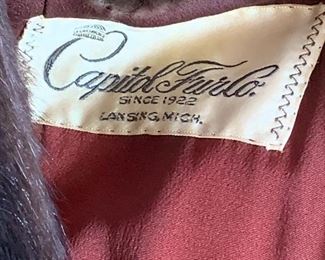 Capitol Fur Co.
SINCE 1922
LANSING, MICH.